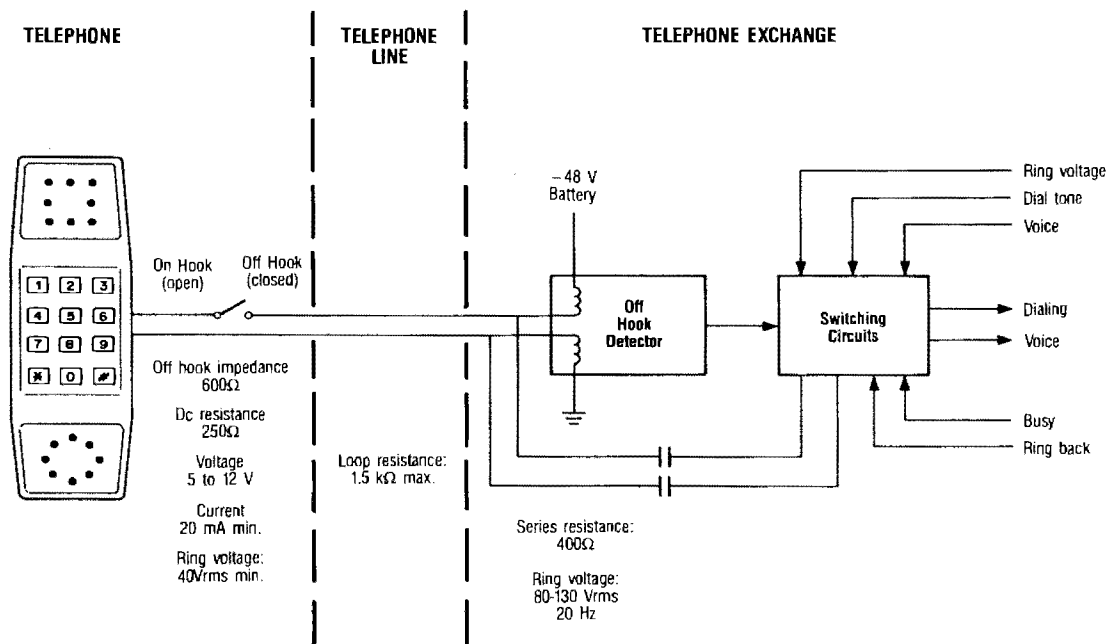 TELEPHONE
TELEPHONE
LINE
TELEPHONE EXCHANGE
−48 V
Battery
Ring voltage
Dial tone
Voice
On Hook
(open)
Off Hook
(closed)
1 2 3
4 5 6
7 8 9
* 0 #
Off
Hook
Detector
Switching
Circuits
Dialing
Voice
Busy
Ring back
Off hook impedance
600Ω
Dc resistance
250Ω
Voltage
5 to 12 V
Current
20 mA min.
Ring voltage:
40Vrms min.
Loop resistance:
1.5 kΩ max.
Series resistance:
400Ω
Ring voltage:
80-130 Vrms
20 Hz